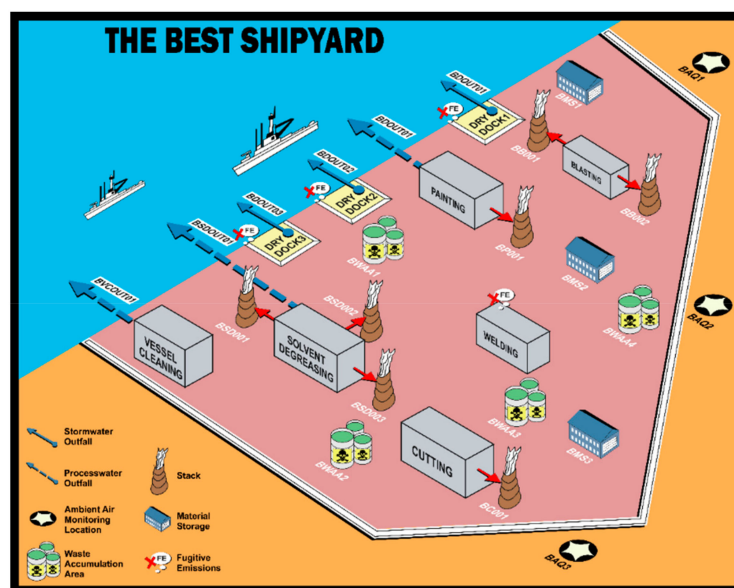 THE BEST SHIPYARD
BAQ1
BDOUT01
FE
DRY
DOCK1
BMS1
BB001
BLASTING
BB002
BDOUT01
PAINTING
BP001
BDOUT02
FE
DRY
DOCK2
BDOUT03
FE
DRY
DOCK3
BSDOUT01
BWAA1
BMS2
BAQ2
BWAA4
BVCOUT01
VESSEL
CLEANING
BSD001
BSD002
SOLVENT
DEGREASING
BSD003
FE
WELDING
BWAA3
BMS3
BWAA2
CUTTING
BC001
BAQ3
Stormwater
Outfall
Processwater
Outfall
Ambient Air
Monitoring
Location
Waste
Accumulation
Area
Stack
Material
Storage
FE
Fugitive
Emissions